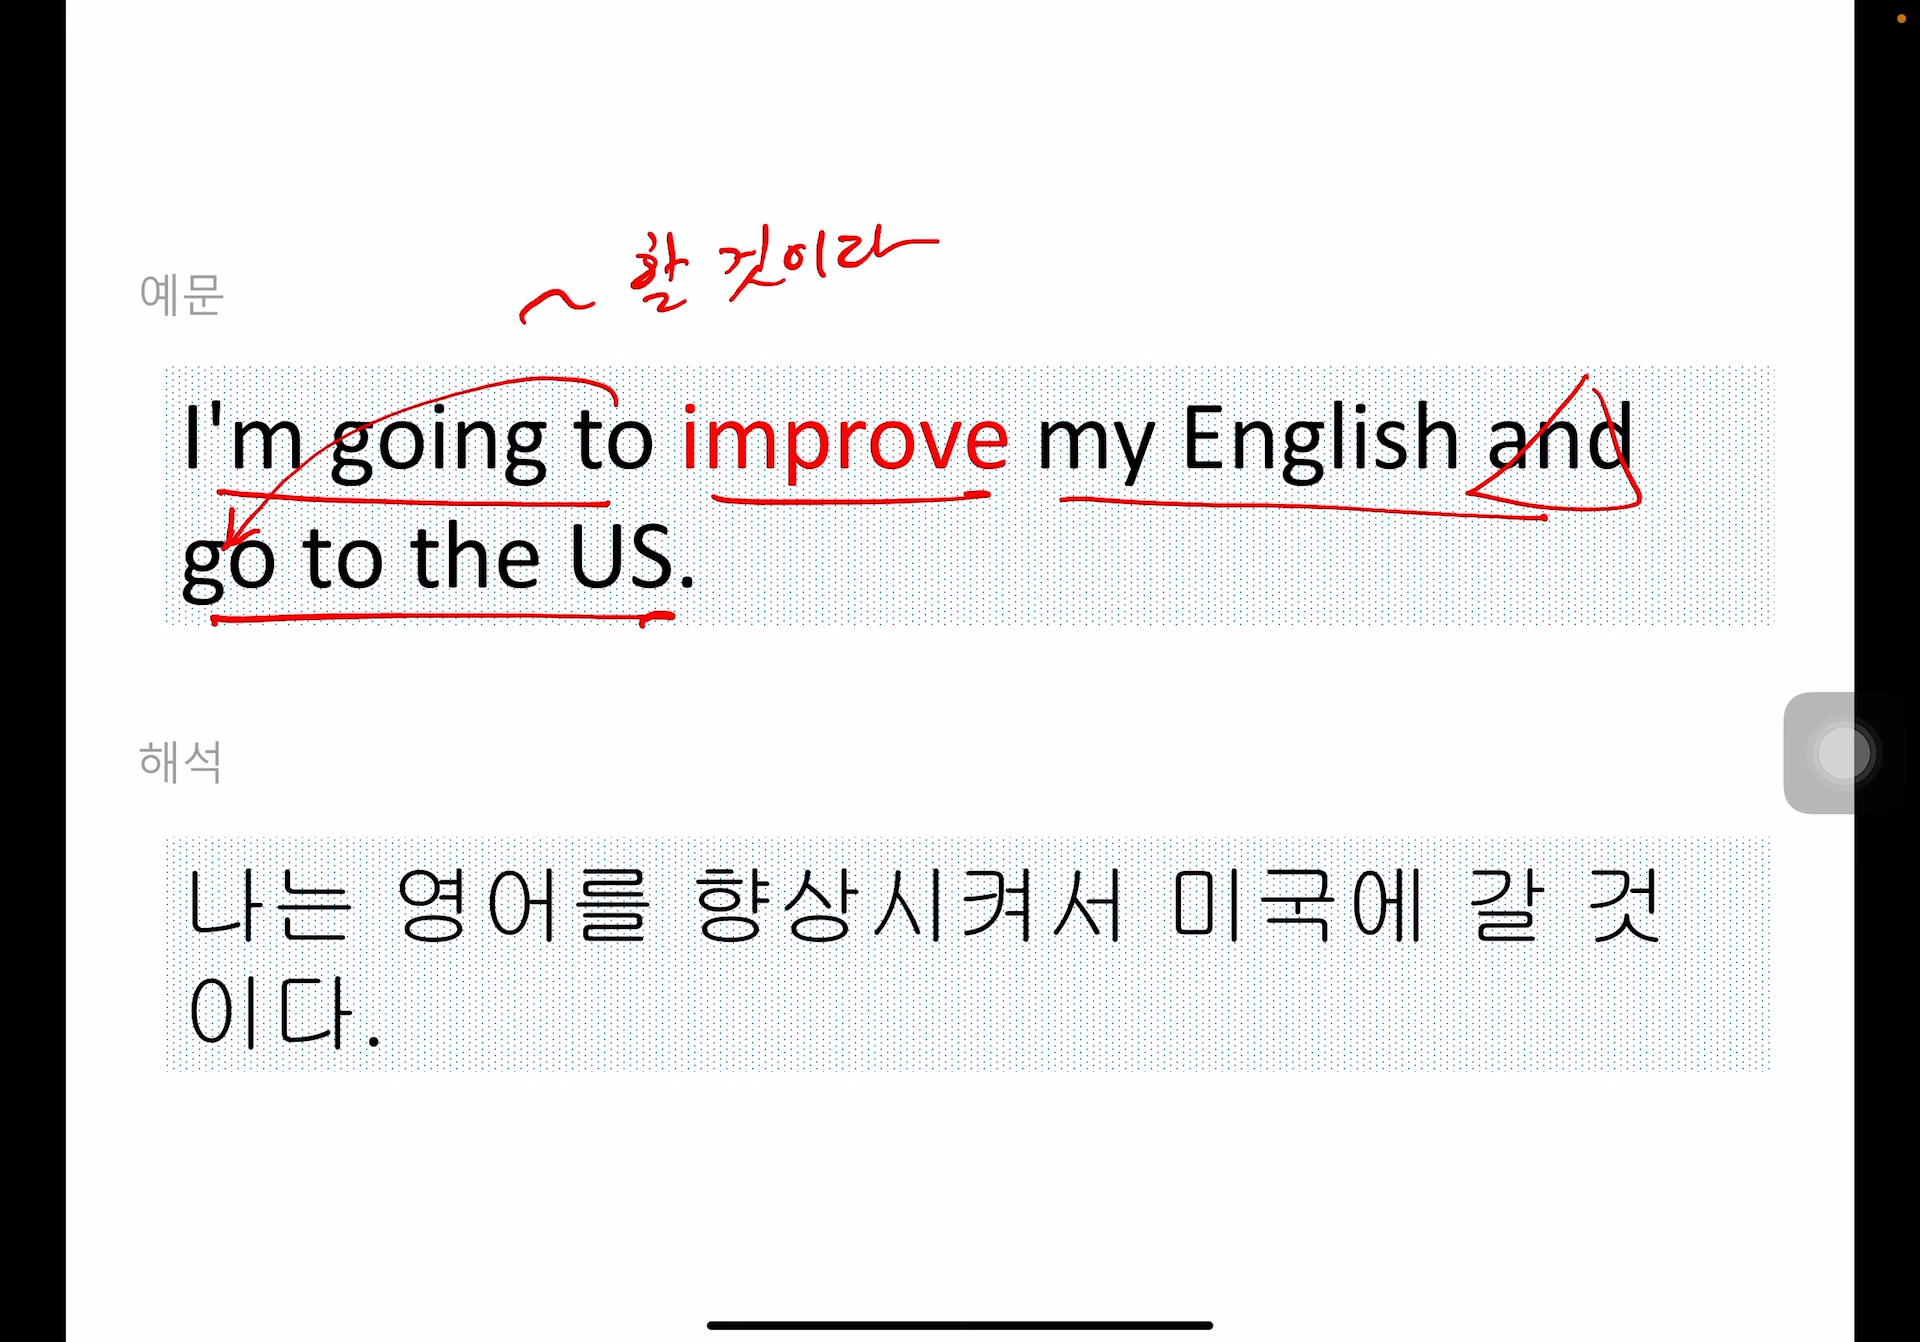 ~ 할 것이라
예문
I'm going to improve my English and
go to the US.
해석
나는 영어를 향상시켜서 미국에 갈 것
이다.